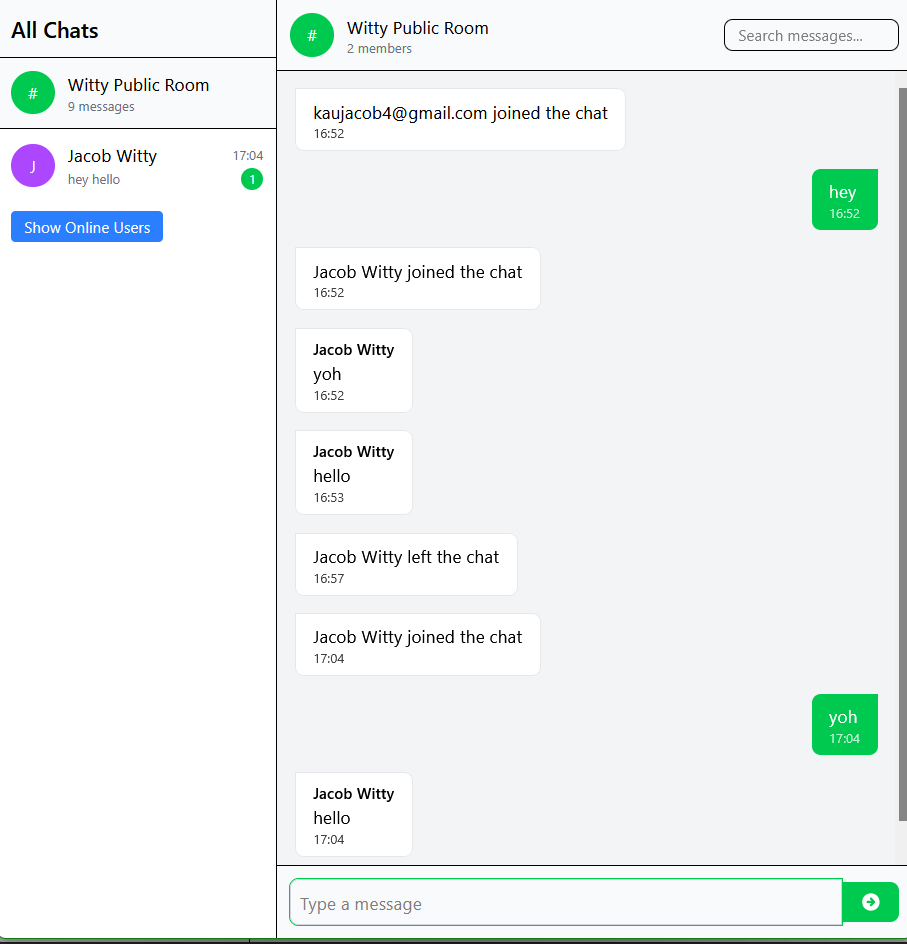 All Chats
#
Witty Public Room
9 messages
J
Jacob Witty
17:04
hey hello
1
Show Online Users
#
Witty Public Room
2 members
Search messages...
kaujacob4@gmail.com joined the chat
16:52
hey
16:52
Jacob Witty joined the chat
16:52
Jacob Witty
yoh
16:52
Jacob Witty
hello
16:53
Jacob Witty left the chat
16:57
Jacob Witty joined the chat
17:04
yoh
17:04
Jacob Witty
hello
17:04
Type a message